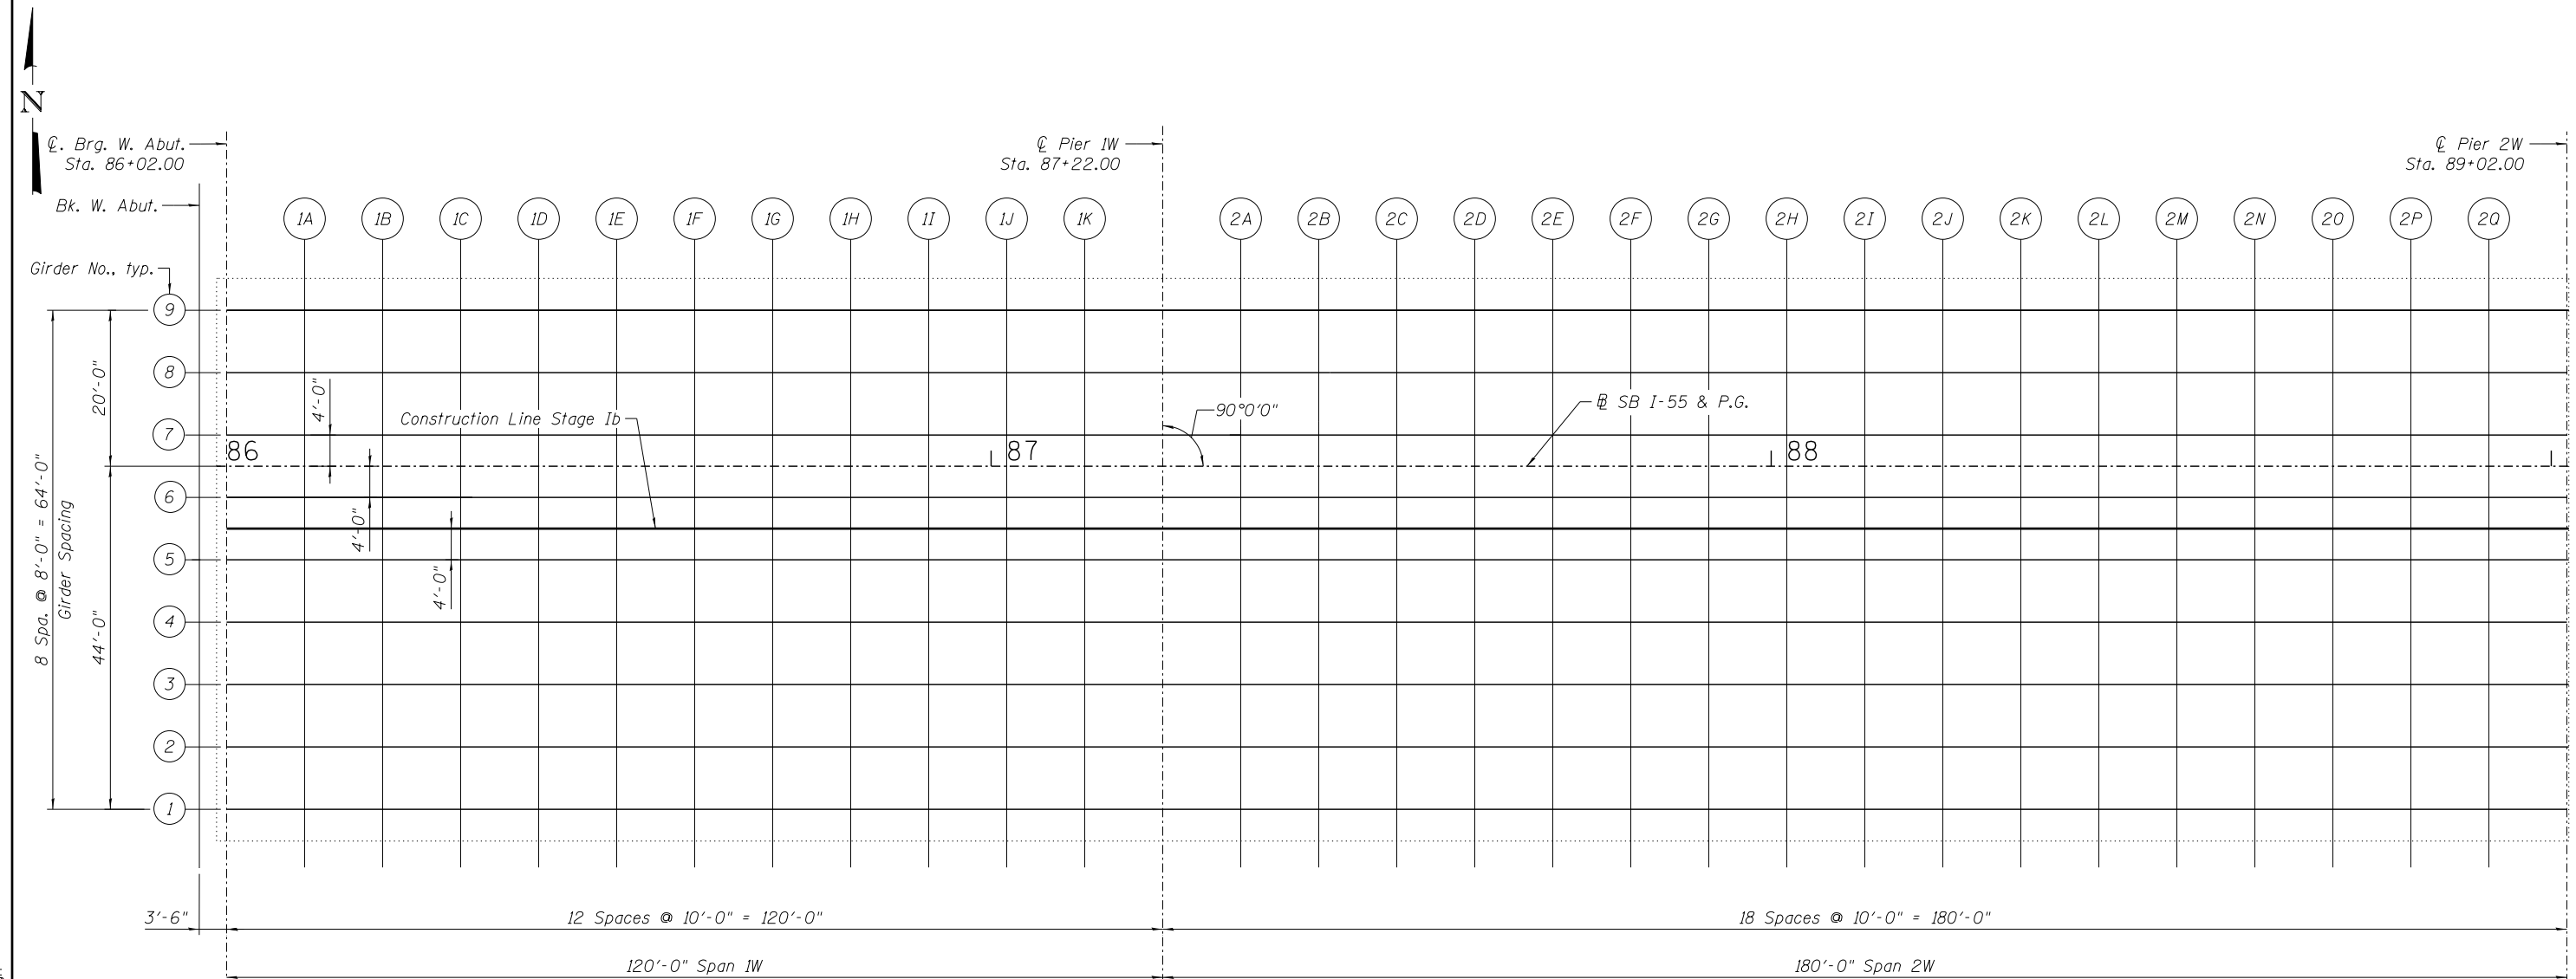 N
℄. Brg. W. Abut.
Sta. 86+02.00
℄ Pier 1W
Sta. 87+22.00
℄ Pier 2W
Sta. 89+02.00
Bk. W. Abut.
1A 1B 1C 1D 1E 1F 1G 1H 1I 1J 1K 2A 2B 2C 2D 2E 2F 2G 2H 2I 2J 2K 2L 2M 2N 2O 2P 2Q
Girder No., typ.
9
8
7
6
5
4
3
2
1
20'-0"
44'-0"
8 Spa. @ 8'-0" = 64'-0"
Girder Spacing
4'-0"
4'-0"
4'-0"
Construction Line Stage Ib
90°0'0"
℄ SB I-55 & P.G.
86
87
88
3'-6"
12 Spaces @ 10'-0" = 120'-0"
18 Spaces @ 10'-0" = 180'-0"
120'-0" Span 1W
180'-0" Span 2W